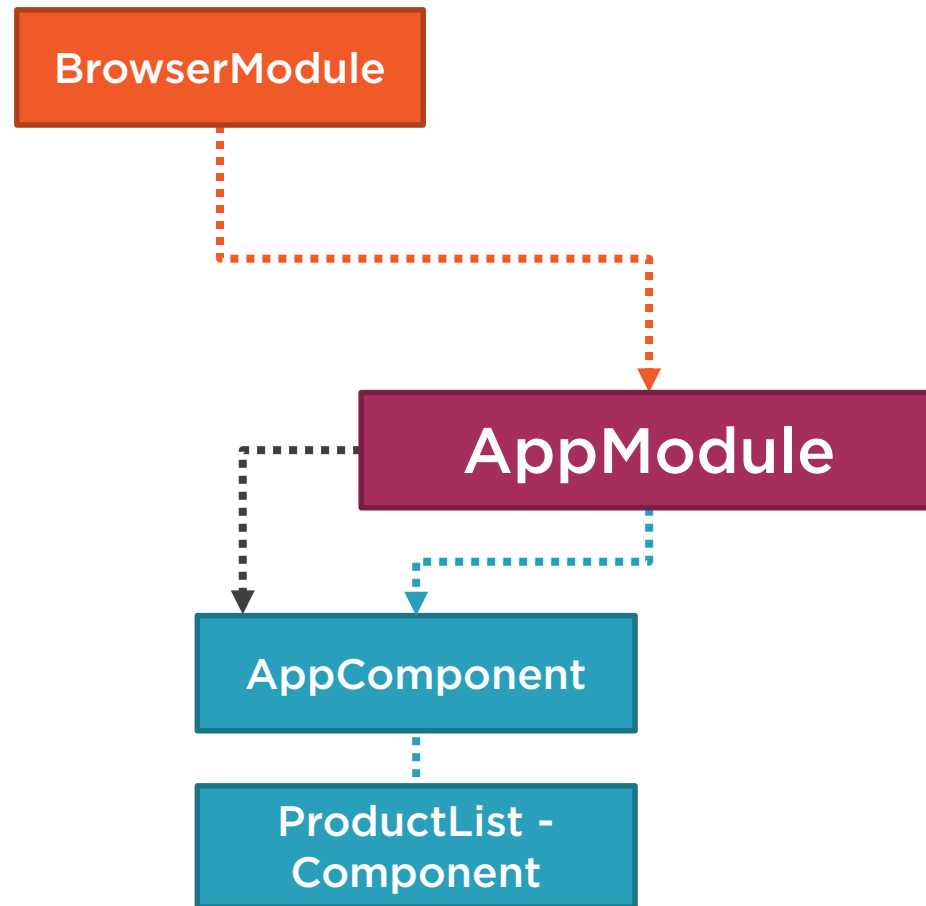 BrowserModule
AppModule
AppComponent
ProductList -
Component